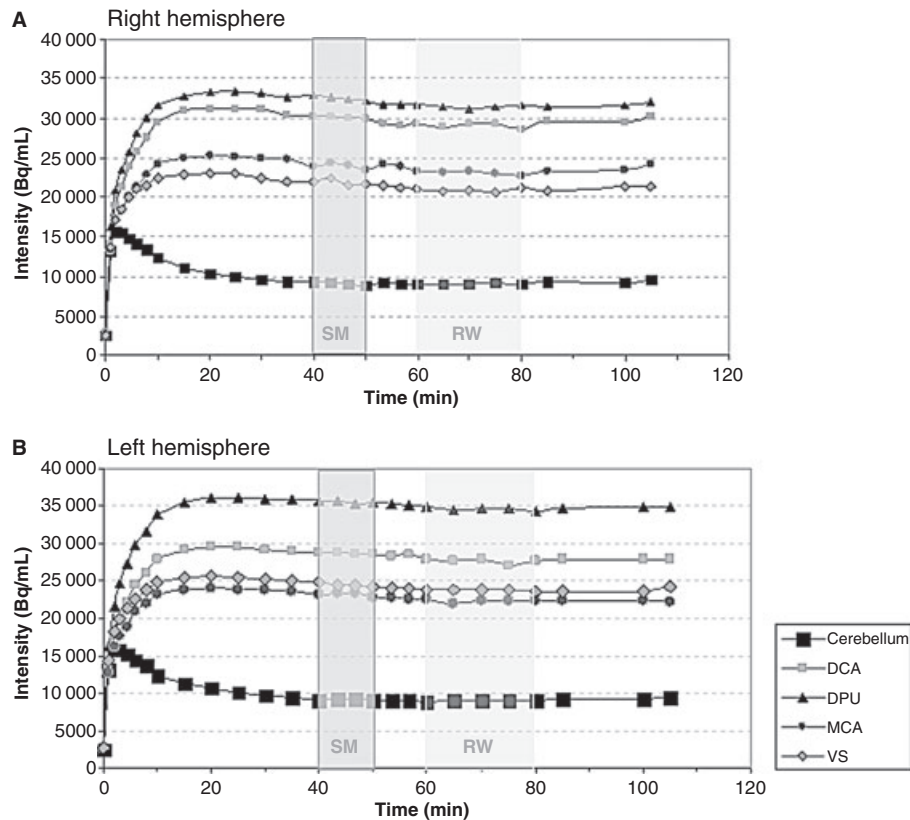 A Right hemisphere
40 000
35 000
30 000
25 000
20 000
15 000
10 000
5000
0
Intensity (Bq/mL)
SM
RW
0 20 40 60 80 100 120
Time (min)
B Left hemisphere
40 000
35 000
30 000
25 000
20 000
15 000
10 000
5000
0
Intensity (Bq/mL)
SM
RW
0 20 40 60 80 100 120
Time (min)
Cerebellum
DCA
DPU
MCA
VS